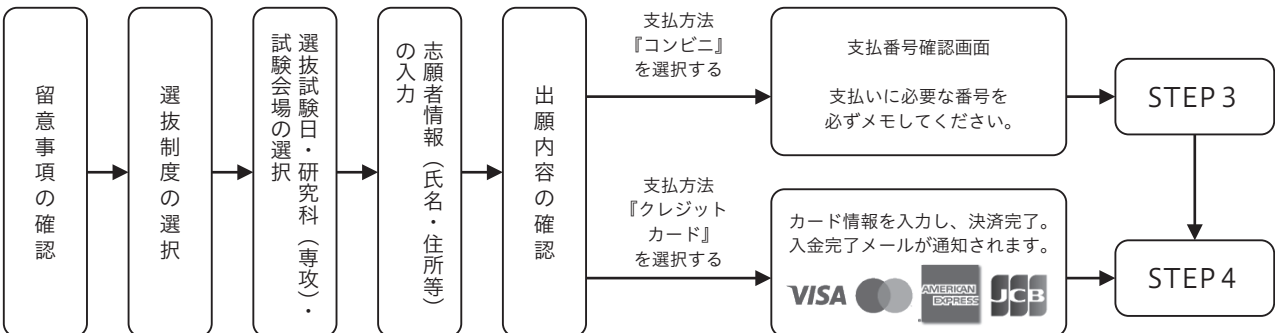 留意事項の確認
選抜制度の選択
選抜試験日・研究科（専攻）・
試験会場の選択
志願者情報（氏名・住所等）
の入力
出願内容の確認
支払方法
『コンビニ』
を選択する
支払番号確認画面
支払いに必要な番号を
必ずメモしてください。
STEP 3
支払方法
『クレジット
カード』
を選択する
カード情報を入力し、決済完了。
入金完了メールが通知されます。
VISA
AMERICAN
EXPRESS
JCB
STEP 4